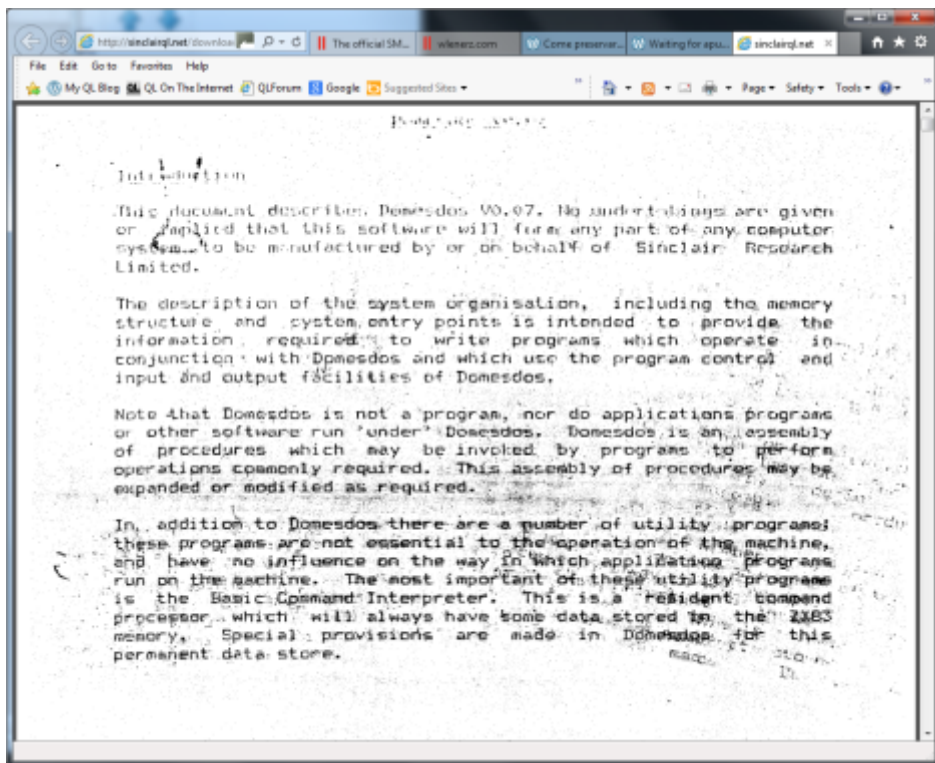 http://sinclairql.net/downloa
The official SM...
wlenerz.com
Come preservar...
Waiting for apu...
sinclairql.net
File Edit Go to Favorites Help
My QL Blog QL On The Internet QLForum Google Suggested Sites
Page Safety Tools
Introduction
This document describes Domesdos V0.07. No undertakings are given
or implied that this software will form any part of any computer
system to be manufactured by or on behalf of Sinclair Research
Limited.
The description of the system organisation, including the memory
structure and system entry points is intended to provide the
information required to write programs which operate in
conjunction with Domesdos and which use the program control and
input and output facilities of Domesdos.
Note that Domesdos is not a program, nor do applications programs
or other software run 'under' Domesdos. Domesdos is an assembly
of procedures which may be invoked by programs to perform
operations commonly required. This assembly of procedures may be
expanded or modified as required.
In addition to Domesdos there are a number of utility programs;
these programs are not essential to the operation of the machine,
and have no influence on the way in which application programs
run on the machine. The most important of these utility programs
is the Basic Command Interpreter. This is a resident command
processor which will always have some data stored in the ZX83
memory. Special provisions are made in Domesdos for this
permanent data store.